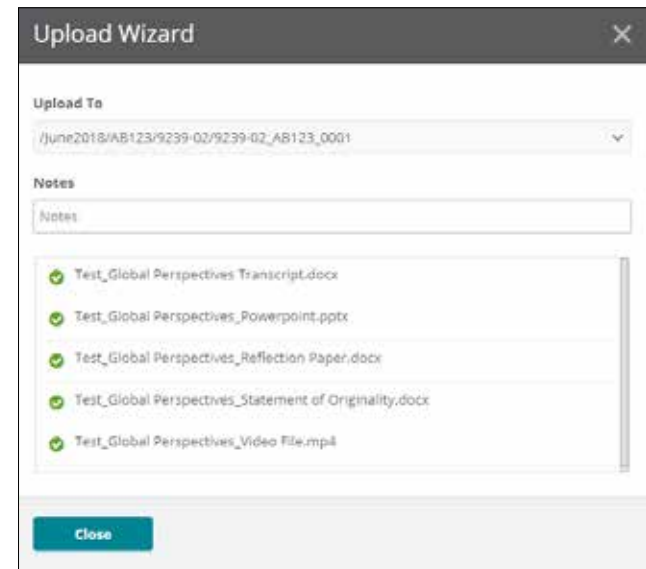 Upload Wizard
Upload To
/June2018/AB123/9239-02/9239-02_AB123_0001
Notes
Notes
Test_Global Perspectives Transcript.docx
Test_Global Perspectives_Powerpoint.pptx
Test_Global Perspectives_Reflection Paper.docx
Test_Global Perspectives_Statement of Originality.docx
Test_Global Perspectives_Video File.mp4
Close